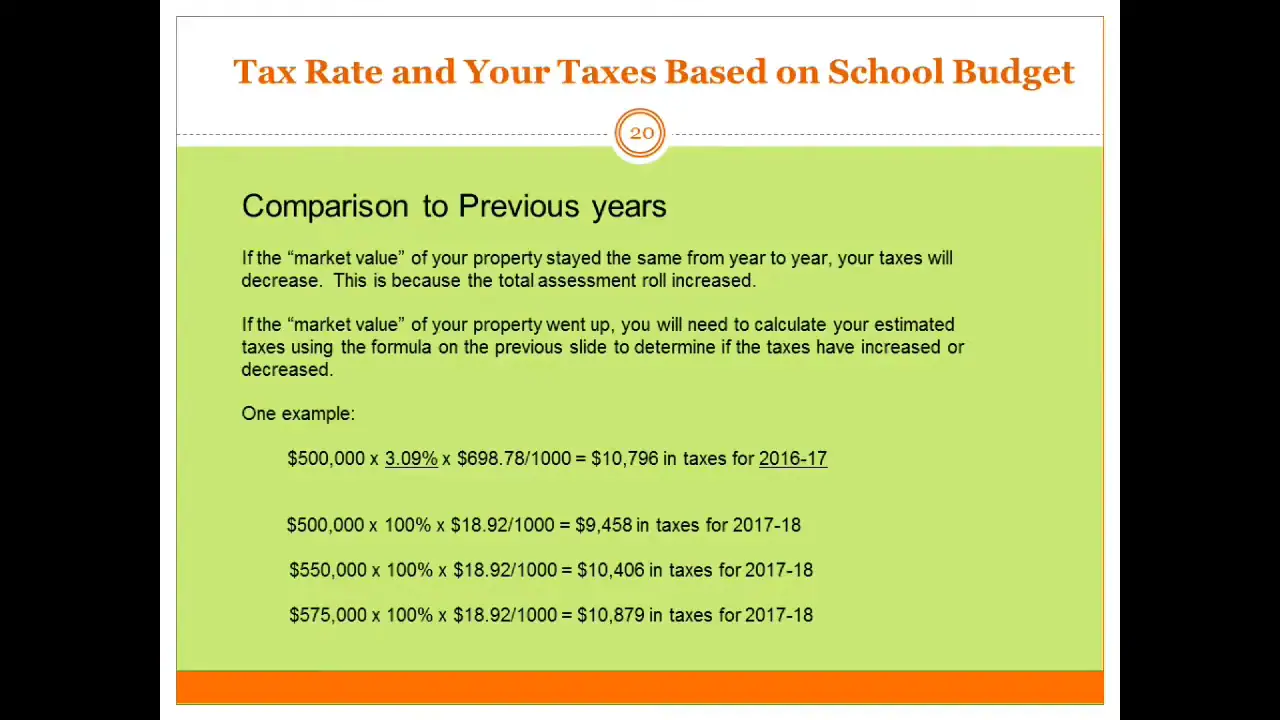 Tax Rate and Your Taxes Based on School Budget
20
Comparison to Previous years
If the “market value” of your property stayed the same from year to year, your taxes will
decrease. This is because the total assessment roll increased.
If the “market value” of your property went up, you will need to calculate your estimated
taxes using the formula on the previous slide to determine if the taxes have increased or
decreased.
One example:
$500,000 x 3.09% x $698.78/1000 = $10,796 in taxes for 2016-17
$500,000 x 100% x $18.92/1000 = $9,458 in taxes for 2017-18
$550,000 x 100% x $18.92/1000 = $10,406 in taxes for 2017-18
$575,000 x 100% x $18.92/1000 = $10,879 in taxes for 2017-18